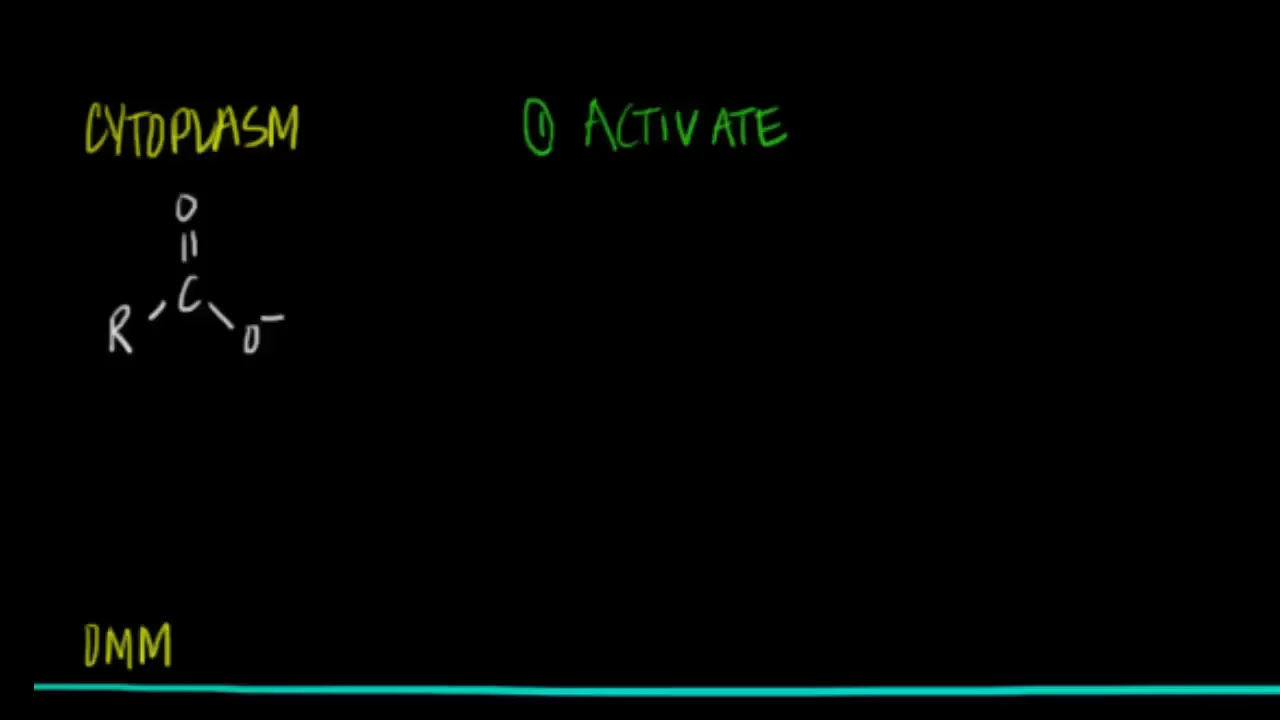 CYTOPLASM
① ACTIVATE
O
C
R
O⁻
OMM